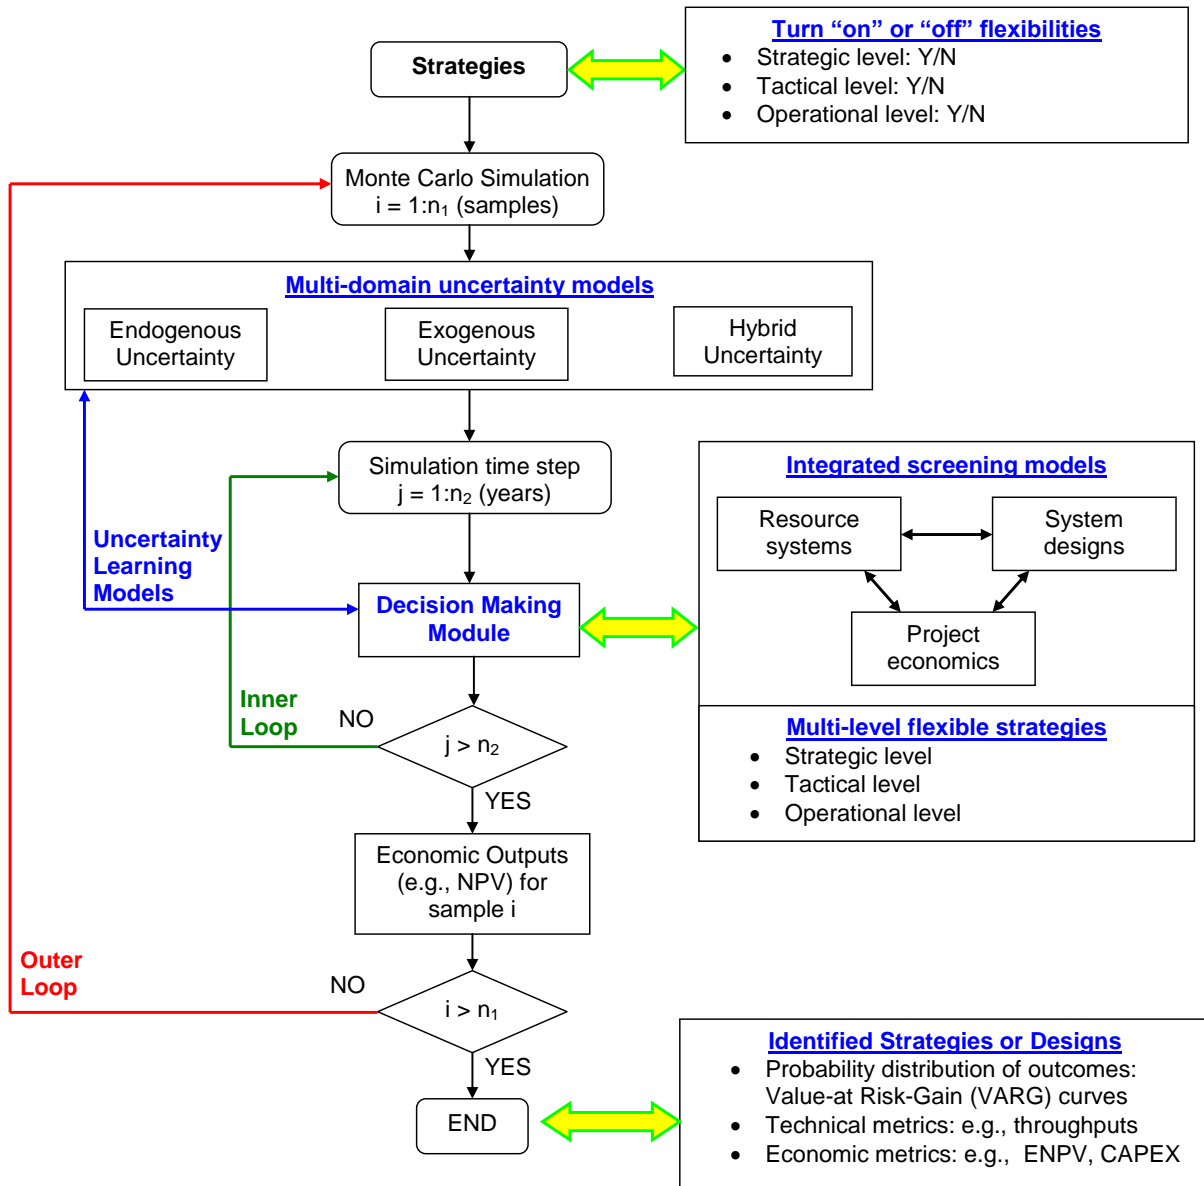 Strategies
Turn “on” or “off” flexibilities
• Strategic level: Y/N
• Tactical level: Y/N
• Operational level: Y/N
Monte Carlo Simulation
i = 1:n₁ (samples)
Multi-domain uncertainty models
Endogenous
Uncertainty
Exogenous
Uncertainty
Hybrid
Uncertainty
Simulation time step
j = 1:n₂ (years)
Uncertainty
Learning
Models
Decision Making
Module
Integrated screening models
Resource
systems
System
designs
Project
economics
Multi-level flexible strategies
• Strategic level
• Tactical level
• Operational level
Inner
Loop
NO
j > n₂
YES
Economic Outputs
(e.g., NPV) for
sample i
Outer
Loop
NO
i > n₁
YES
END
Identified Strategies or Designs
• Probability distribution of outcomes:
Value-at Risk-Gain (VARG) curves
• Technical metrics: e.g., throughputs
• Economic metrics: e.g., ENPV, CAPEX